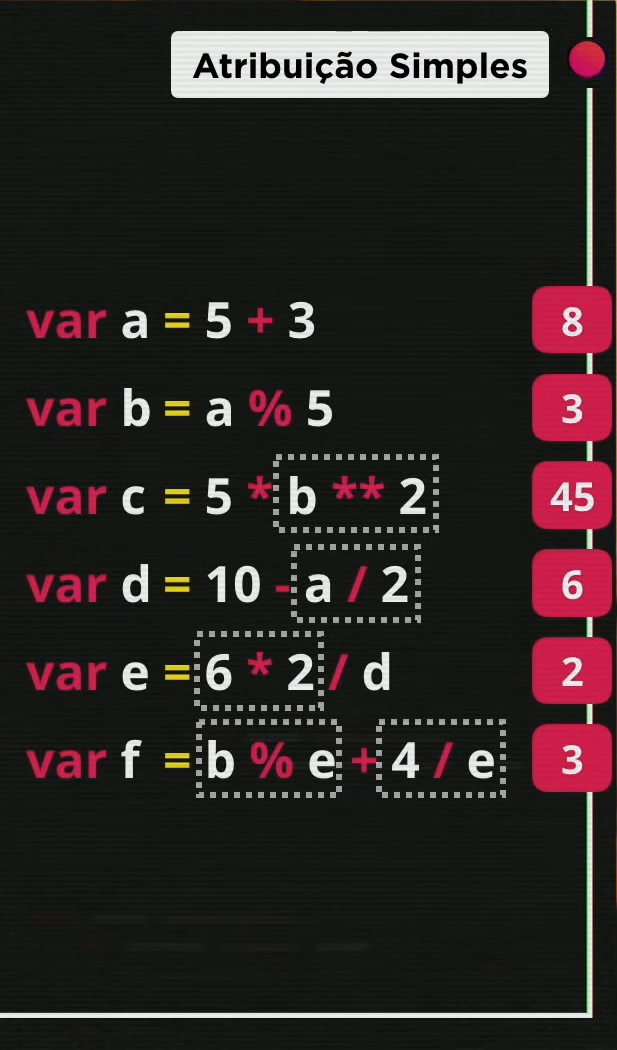 Atribuição Simples
var a = 5 + 3 8
var b = a % 5 3
var c = 5 * b ** 2 45
var d = 10 - a / 2 6
var e = 6 * 2 / d 2
var f = b % e + 4 / e 3